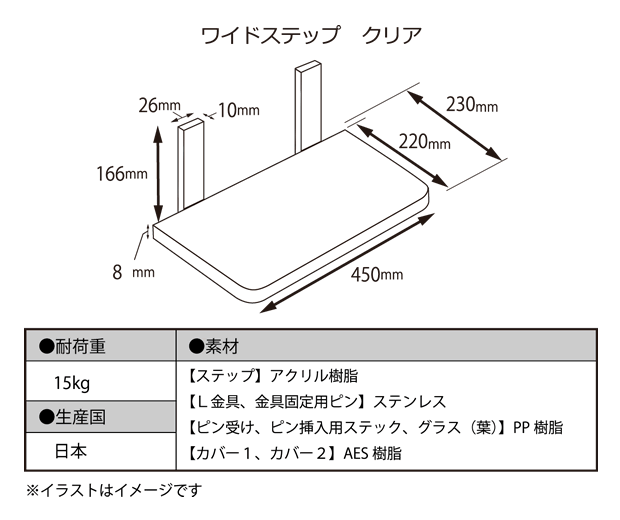 ワイドステップ　クリア
26mm
10mm
230mm
220mm
166mm
8 mm
450mm
●耐荷重
●素材
15kg
【ステップ】アクリル樹脂
【Ｌ金具、金具固定用ピン】ステンレス
●生産国
【ピン受け、ピン挿入用ステック、グラス（葉）】PP 樹脂
日本
【カバー１、カバー２】AES 樹脂
※イラストはイメージです